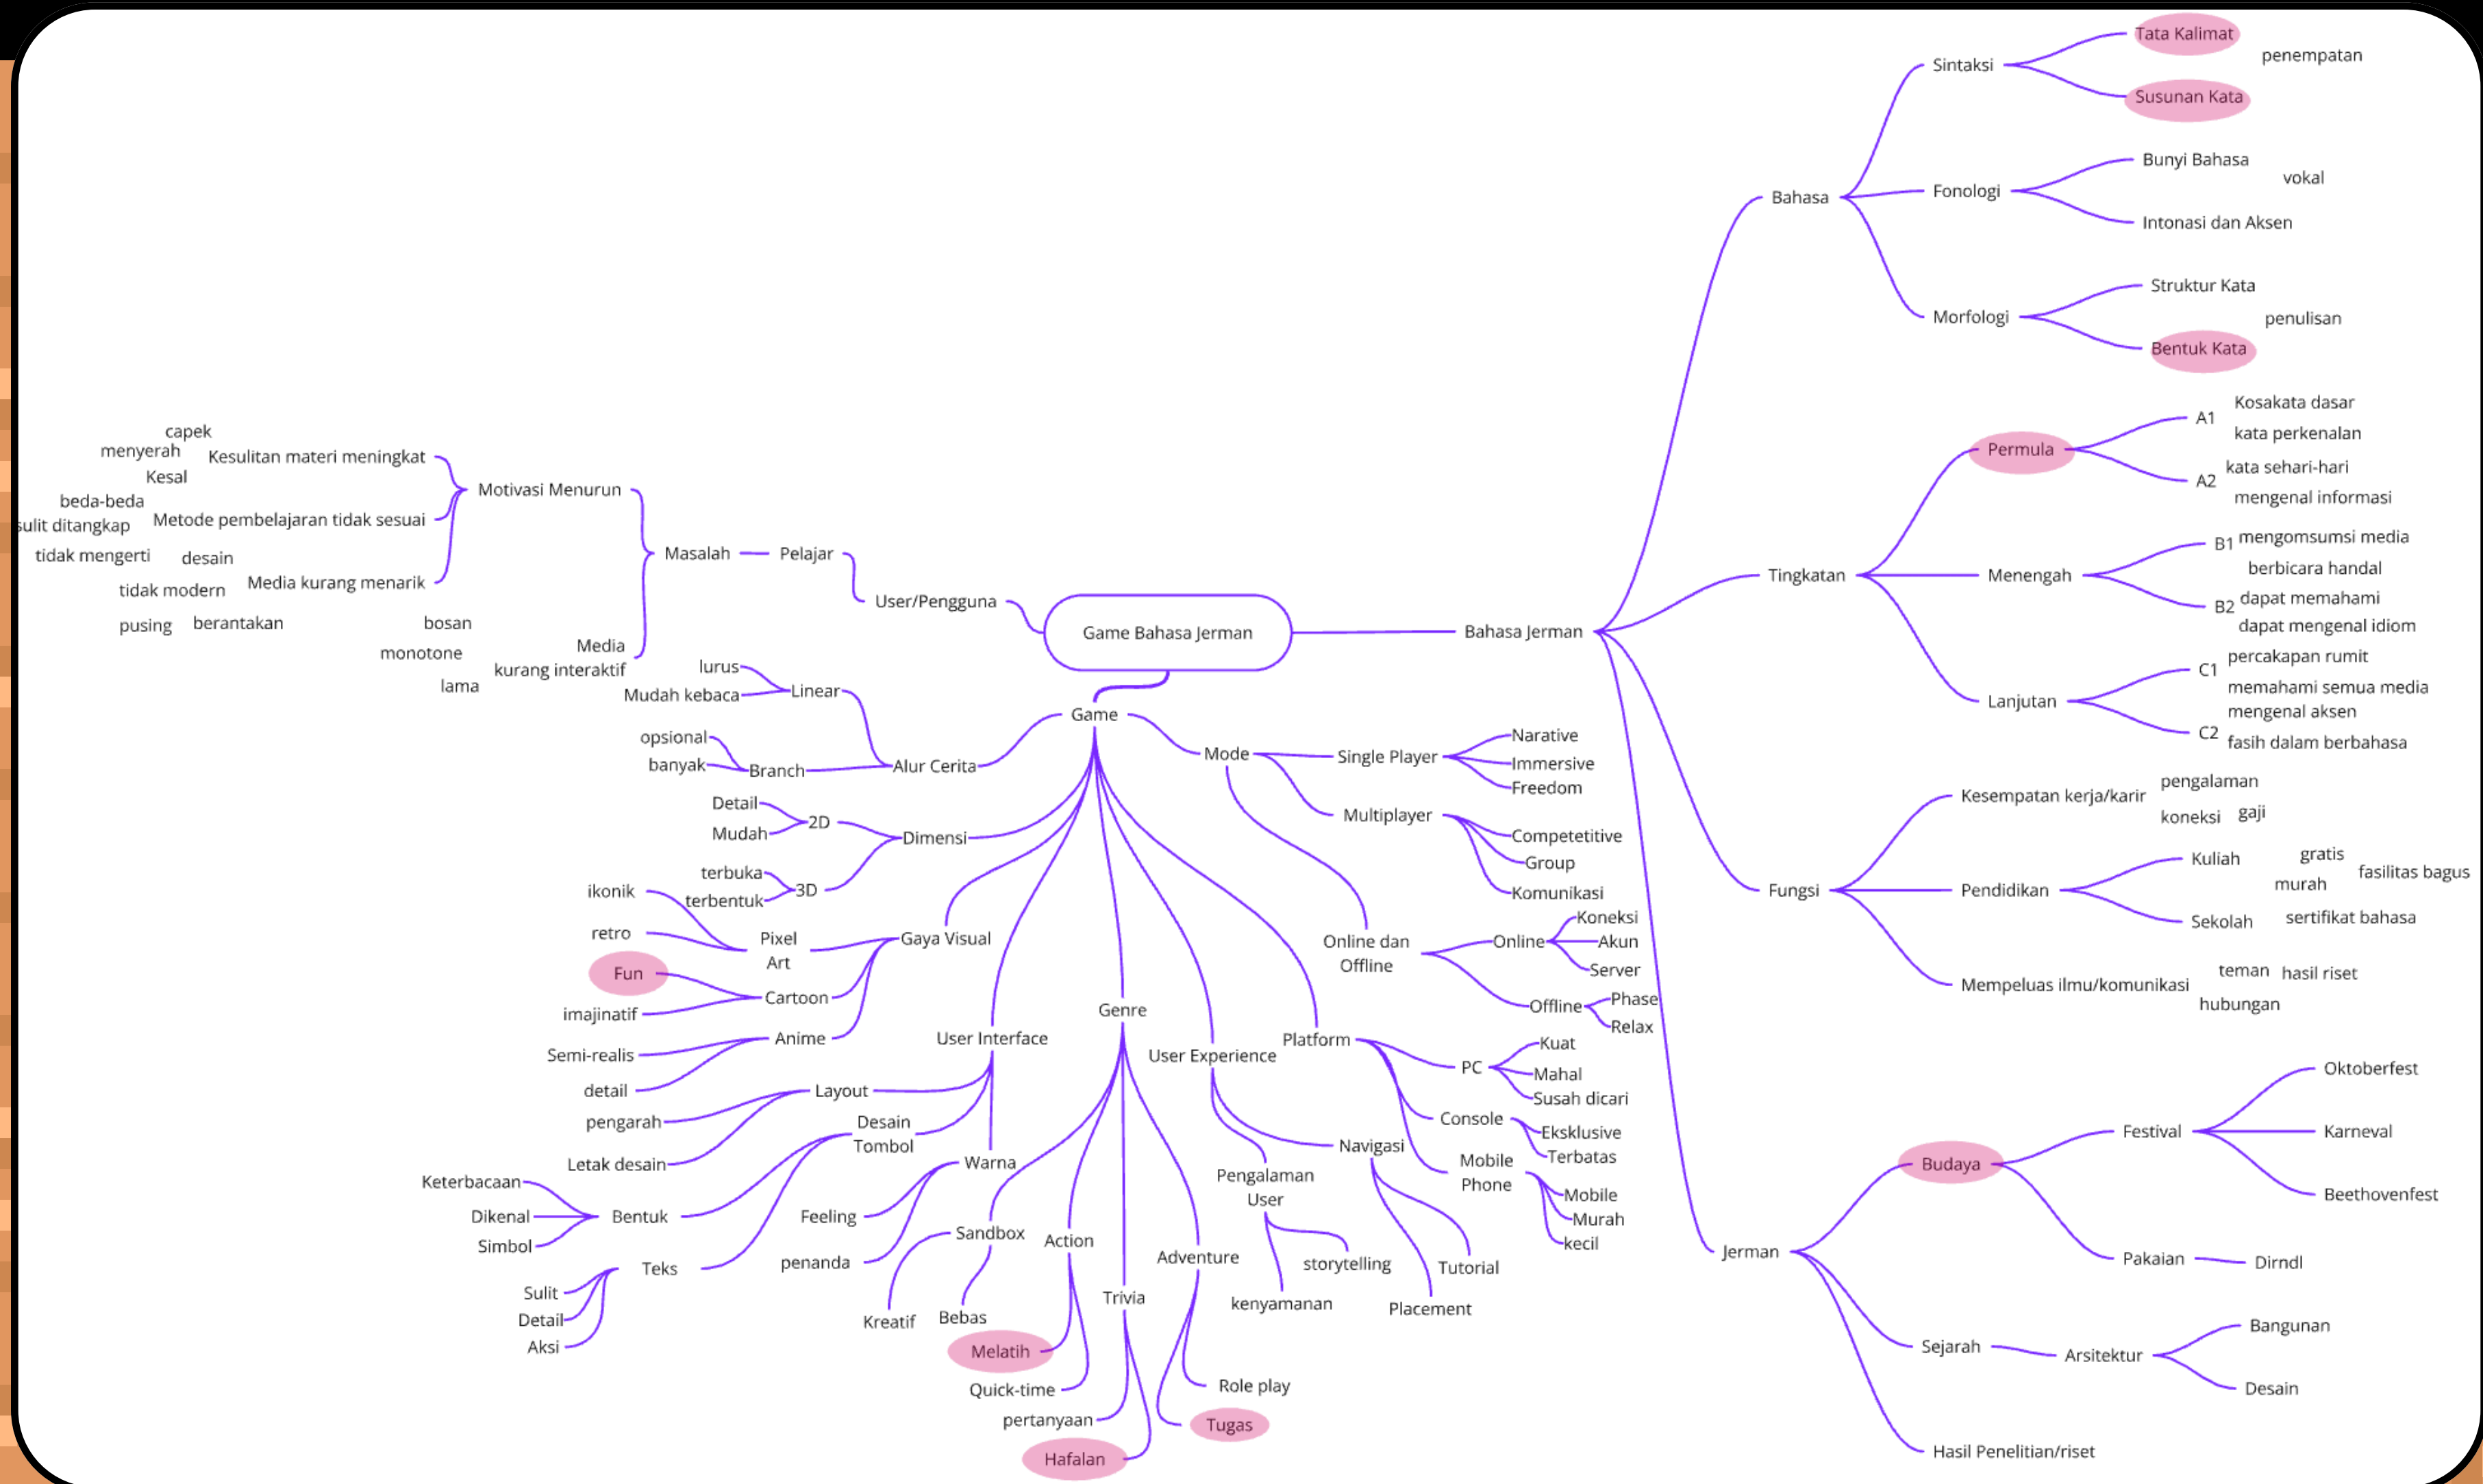 Game Bahasa Jerman
User/Pengguna
Pelajar
Masalah
Motivasi Menurun
Kesulitan materi meningkat
capek
menyerah
Kesal
Metode pembelajaran tidak sesuai
beda-beda
sulit ditangkap
tidak mengerti
Media kurang menarik
desain
tidak modern
pusing
berantakan
Media
kurang interaktif
bosan
monotone
lama
Game
Alur Cerita
Linear
lurus
Mudah kebaca
Branch
opsional
banyak
Dimensi
2D
Detail
Mudah
3D
terbuka
terbentuk
Gaya Visual
Pixel
Art
ikonik
retro
Cartoon
Fun
imajinatif
Anime
Semi-realis
detail
User Interface
Layout
pengarah
Letak desain
Desain
Tombol
Bentuk
Keterbacaan
Dikenal
Simbol
Teks
Sulit
Detail
Aksi
Warna
Feeling
penanda
Genre
Sandbox
Kreatif
Bebas
Action
Melatih
Quick-time
Trivia
pertanyaan
Hafalan
Adventure
Role play
Tugas
User Experience
Pengalaman
User
storytelling
kenyamanan
Navigasi
Tutorial
Placement
Platform
PC
Kuat
Mahal
Susah dicari
Console
Eksklusive
Terbatas
Mobile
Phone
Mobile
Murah
kecil
Mode
Single Player
Narative
Immersive
Freedom
Multiplayer
Competetitive
Group
Komunikasi
Online dan
Offline
Online
Koneksi
Akun
Server
Offline
Phase
Relax
Bahasa Jerman
Bahasa
Sintaksi
Tata Kalimat
penempatan
Susunan Kata
Fonologi
Bunyi Bahasa
vokal
Intonasi dan Aksen
Morfologi
Struktur Kata
penulisan
Bentuk Kata
Tingkatan
Permula
A1
Kosakata dasar
kata perkenalan
A2
kata sehari-hari
mengenal informasi
Menengah
B1
mengomsumsi media
berbicara handal
B2
dapat memahami
dapat mengenal idiom
Lanjutan
C1
percakapan rumit
memahami semua media
C2
mengenal aksen
fasih dalam berbahasa
Fungsi
Kesempatan kerja/karir
pengalaman
koneksi
gaji
Pendidikan
Kuliah
gratis
murah
fasilitas bagus
Sekolah
sertifikat bahasa
Mempeluas ilmu/komunikasi
teman
hasil riset
hubungan
Jerman
Budaya
Festival
Oktoberfest
Karneval
Beethovenfest
Pakaian
Dirndl
Sejarah
Arsitektur
Bangunan
Desain
Hasil Penelitian/riset